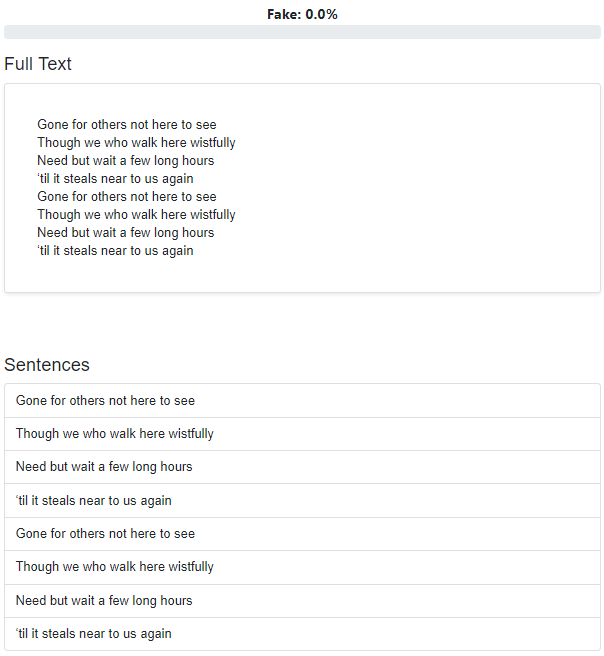 Fake: 0.0%
Full Text
Gone for others not here to see
Though we who walk here wistfully
Need but wait a few long hours
‘til it steals near to us again
Gone for others not here to see
Though we who walk here wistfully
Need but wait a few long hours
‘til it steals near to us again
Sentences
Gone for others not here to see
Though we who walk here wistfully
Need but wait a few long hours
‘til it steals near to us again
Gone for others not here to see
Though we who walk here wistfully
Need but wait a few long hours
‘til it steals near to us again